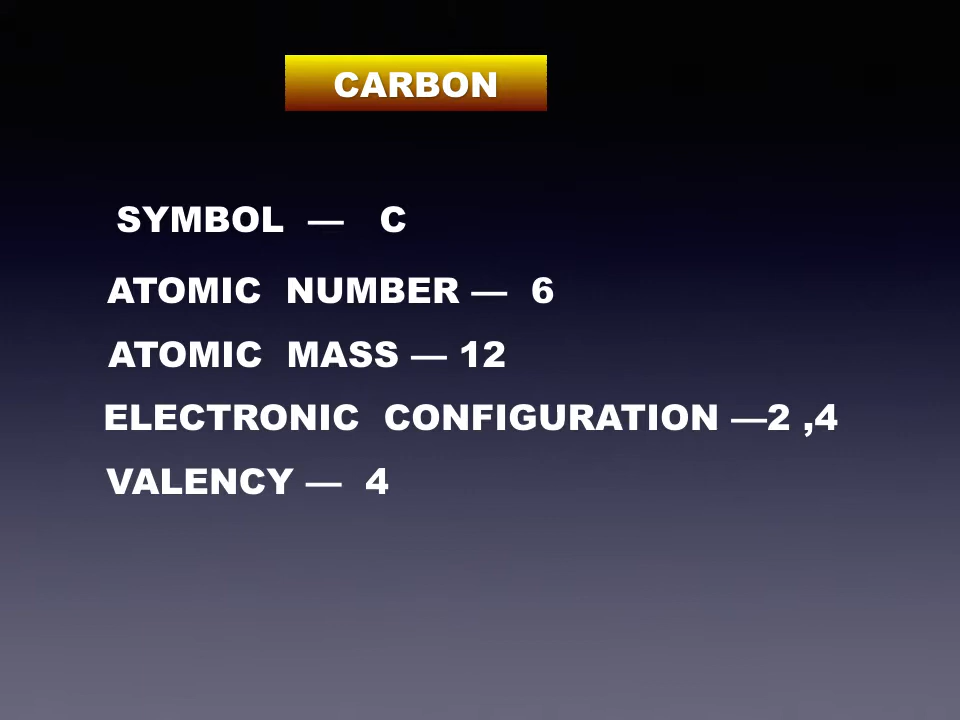 CARBON
SYMBOL — C
ATOMIC NUMBER — 6
ATOMIC MASS — 12
ELECTRONIC CONFIGURATION —2 ,4
VALENCY — 4